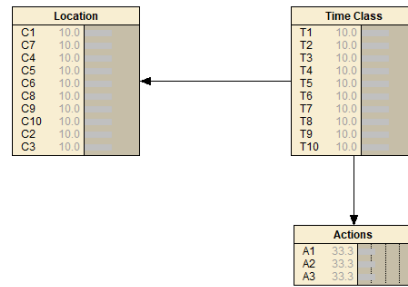 Location
C1 10.0
C7 10.0
C4 10.0
C5 10.0
C6 10.0
C8 10.0
C9 10.0
C10 10.0
C2 10.0
C3 10.0
Time Class
T1 10.0
T2 10.0
T3 10.0
T4 10.0
T5 10.0
T6 10.0
T7 10.0
T8 10.0
T9 10.0
T10 10.0
Actions
A1 33.3
A2 33.3
A3 33.3